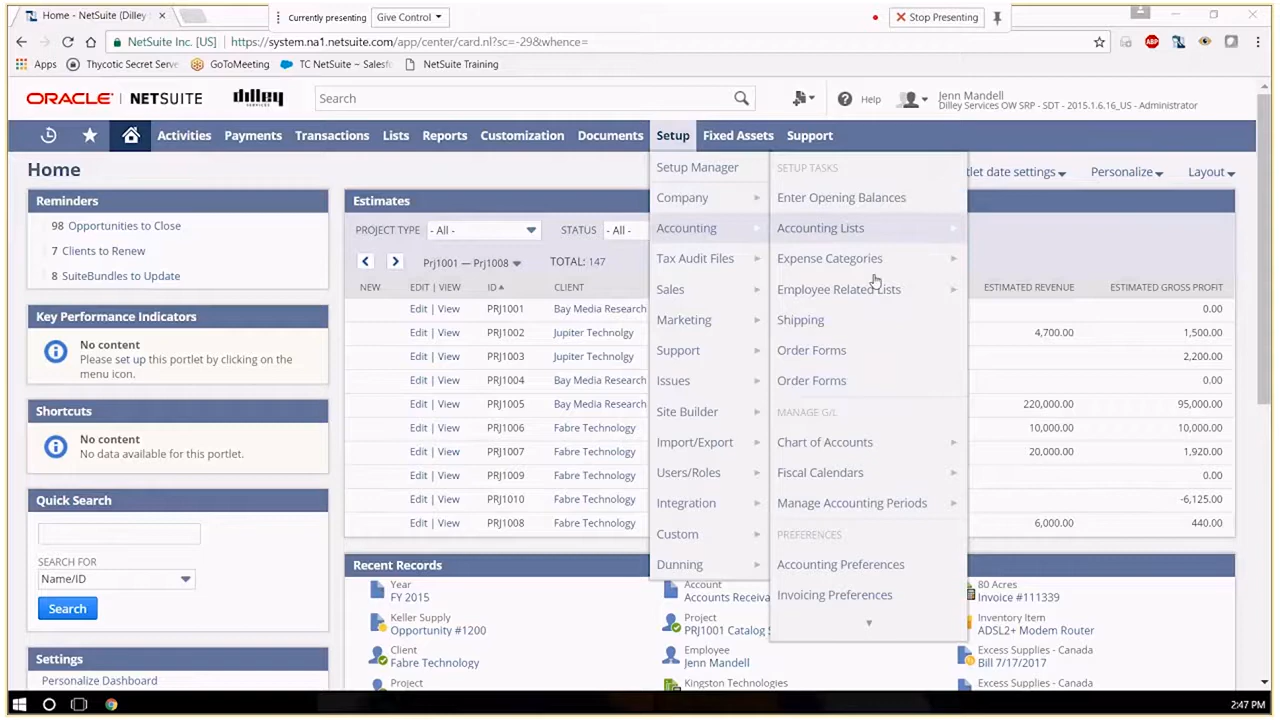 Home - NetSuite (Dilley
Currently presenting
Give Control
Stop Presenting
NetSuite Inc. [US]
https://system.na1.netsuite.com/app/center/card.nl?sc=-29&whence=
ABP
Apps
Thycotic Secret Serve
GoToMeeting
TC NetSuite ~ Salesfo
NetSuite Training
ORACLE | NETSUITE
dilley
SERVICES
Search
Help
Jenn Mandell
Dilley Services OW SRP - SDT - 2015.1.6.16_US - Administrator
Activities
Payments
Transactions
Lists
Reports
Customization
Documents
Setup
Fixed Assets
Support
Home
tlet date settings
Personalize
Layout
Reminders
98 Opportunities to Close
7 Clients to Renew
8 SuiteBundles to Update
Key Performance Indicators
No content
Please set up this portlet by clicking on the
menu icon.
Shortcuts
No content
No data available for this portlet.
Quick Search
SEARCH FOR
Name/ID
Search
Settings
Personalize Dashboard
Estimates
PROJECT TYPE
- All -
STATUS
- All -
Prj1001 — Prj1008
TOTAL: 147
NEW
EDIT | VIEW
ID
CLIENT
ESTIMATED REVENUE
ESTIMATED GROSS PROFIT
Edit | View PRJ1001 Bay Media Research 0.00
Edit | View PRJ1002 Jupiter Technolgy 4,700.00 1,500.00
Edit | View PRJ1003 Jupiter Technolgy 2,200.00
Edit | View PRJ1004 Bay Media Research 0.00
Edit | View PRJ1005 Bay Media Research 220,000.00 95,000.00
Edit | View PRJ1006 Fabre Technology 10,000.00 10,000.00
Edit | View PRJ1007 Fabre Technology 20,000.00 1,920.00
Edit | View PRJ1009 Fabre Technology 0.00
Edit | View PRJ1010 Fabre Technology -6,125.00
Edit | View PRJ1008 Fabre Technology 6,000.00 440.00
Setup Manager
Company
Accounting
Tax Audit Files
Sales
Marketing
Support
Issues
Site Builder
Import/Export
Users/Roles
Integration
Custom
Dunning
SETUP TASKS
Enter Opening Balances
Accounting Lists
Expense Categories
Employee Related Lists
Shipping
Order Forms
Order Forms
MANAGE G/L
Chart of Accounts
Fiscal Calendars
Manage Accounting Periods
PREFERENCES
Accounting Preferences
Invoicing Preferences
Recent Records
Year
FY 2015
Keller Supply
Opportunity #1200
Client
Fabre Technology
Project
Account
Accounts Receiva
Project
PRJ1001 Catalog S
Employee
Jenn Mandell
Kingston Technologies
80 Acres
Invoice #111339
Inventory Item
ADSL2+ Modem Router
Excess Supplies - Canada
Bill 7/17/2017
Excess Supplies - Canada
2:47 PM